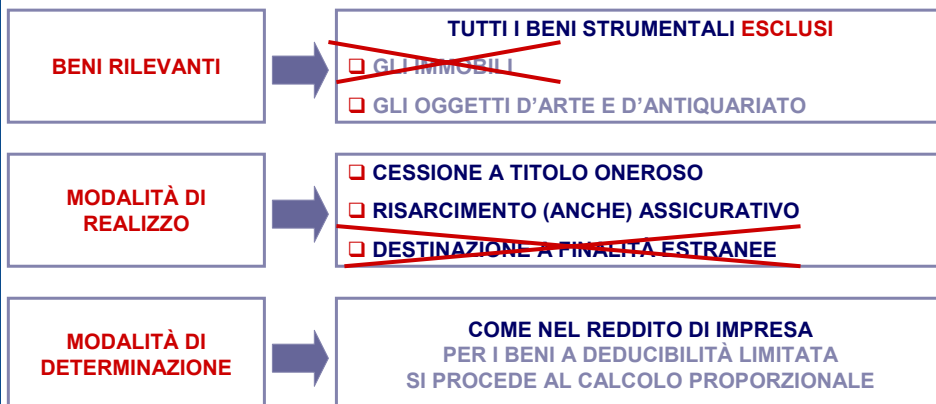 TUTTI I BENI STRUMENTALI ESCLUSI
BENI RILEVANTI
❑ GLI IMMOBILI
❑ GLI OGGETTI D'ARTE E D'ANTIQUARIATO
MODALITÀ DI
REALIZZO
❑ CESSIONE A TITOLO ONEROSO
❑ RISARCIMENTO (ANCHE) ASSICURATIVO
❑ DESTINAZIONE A FINALITÀ ESTRANEE
MODALITÀ DI
DETERMINAZIONE
COME NEL REDDITO DI IMPRESA
PER I BENI A DEDUCIBILITÀ LIMITATA
SI PROCEDE AL CALCOLO PROPORZIONALE